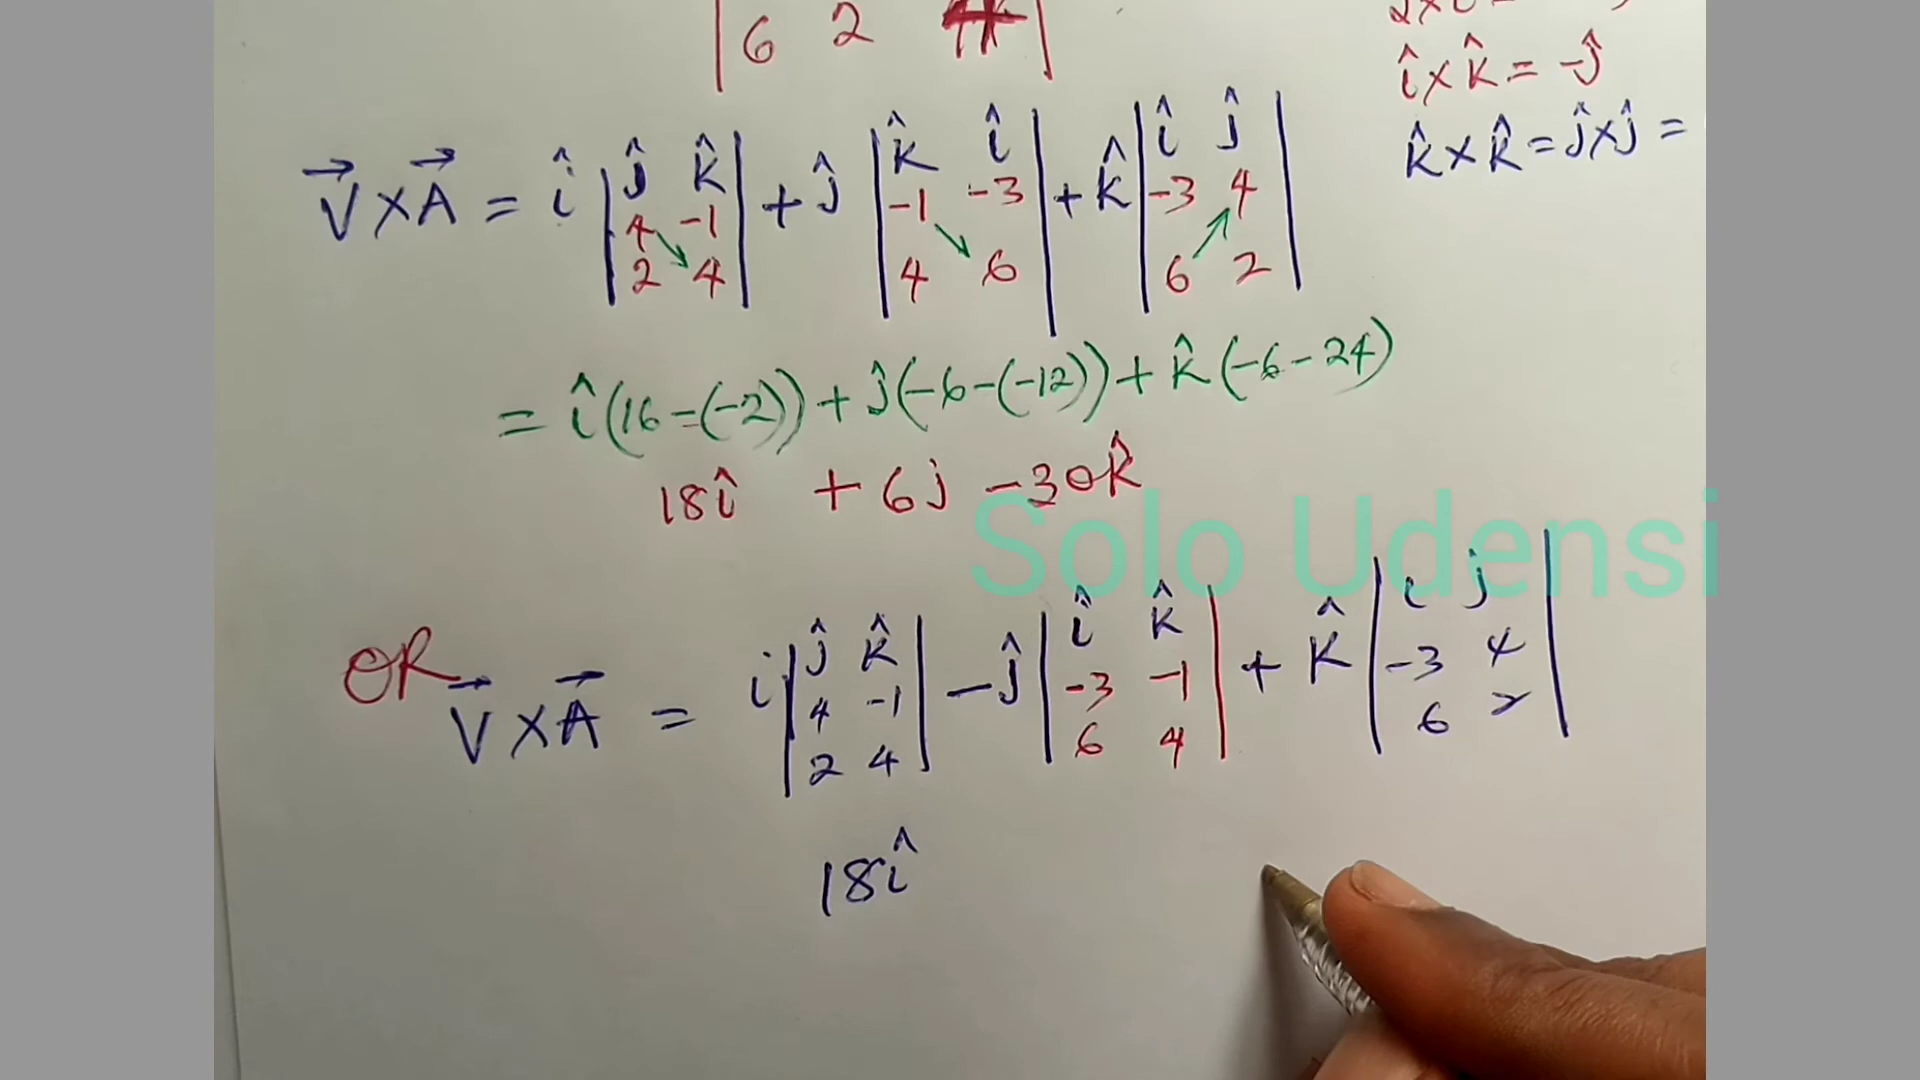 | 6 2 |
î × k̂ = -ĵ
k̂ × k̂ = ĵ × ĵ =
V⃗ × A⃗ = î | ĵ k̂ | + ĵ | k̂ î | + k̂ | î ĵ |
| 4 -1 | | -1 -3 | | -3 4 |
| 2 4 | | 4 6 | | 6 2 |
= î(16-(-2)) + ĵ(-6-(-12)) + k̂(-6-24)
18î + 6j - 30k̂
Solo Udensi
OR
V⃗ × A⃗ = i | ĵ k̂ | - ĵ | î k̂ | + k̂ | i j |
| 4 -1 | | -3 -1 | | -3 4 |
| 2 4 | | 6 4 | | 6 2 |
18î